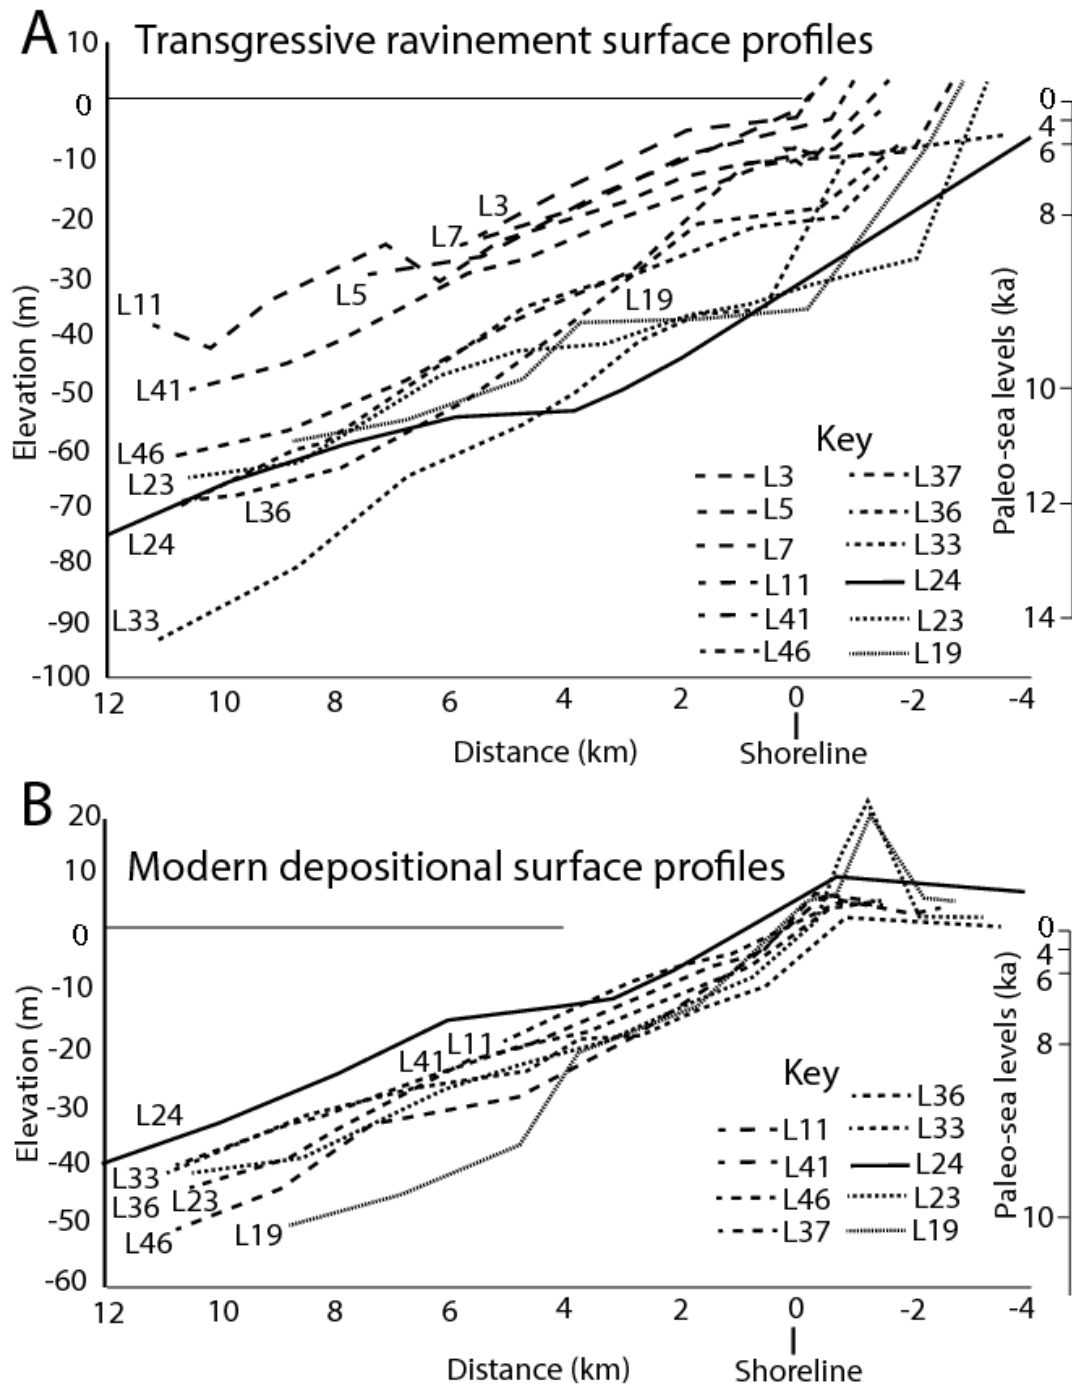 A
Transgressive ravinement surface profiles
10
0
-10
-20
-30
-40
-50
-60
-70
-80
-90
-100
Elevation (m)
L3
L7
L5
L11
L19
L41
L46
L23
L36
L24
L33
Key
L3
L5
L7
L11
L41
L46
L37
L36
L33
L24
L23
L19
0
4
6
8
10
12
14
Paleo-sea levels (ka)
12 10 8 6 4 2 0 -2 -4
Distance (km)
Shoreline
B
Modern depositional surface profiles
20
10
0
-10
-20
-30
-40
-50
-60
Elevation (m)
L41
L11
L24
L33
L36
L23
L46
L19
Key
L11
L41
L46
L37
L36
L33
L24
L23
L19
0
4
6
8
10
Paleo-sea levels (ka)
12 10 8 6 4 2 0 -2 -4
Distance (km)
Shoreline